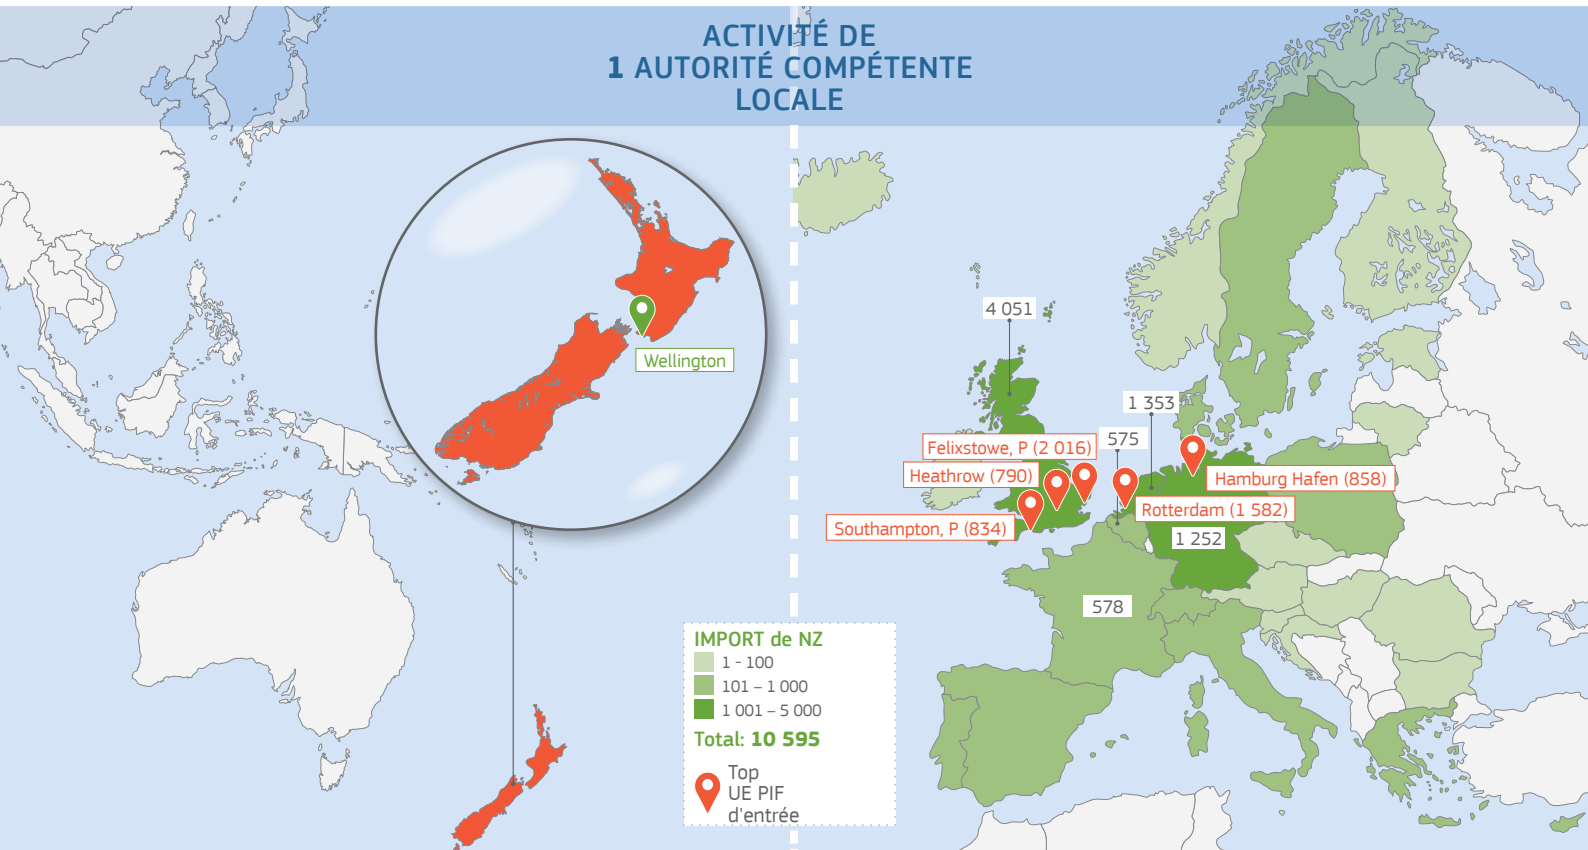 ACTIVITÉ DE
1 AUTORITÉ COMPÉTENTE
LOCALE
Wellington
4 051
1 353
575
Felixstowe, P (2 016)
Heathrow (790)
Southampton, P (834)
Hamburg Hafen (858)
Rotterdam (1 582)
1 252
578
IMPORT de NZ
1 - 100
101 – 1 000
1 001 – 5 000
Total: 10 595
Top
UE PIF
d'entrée